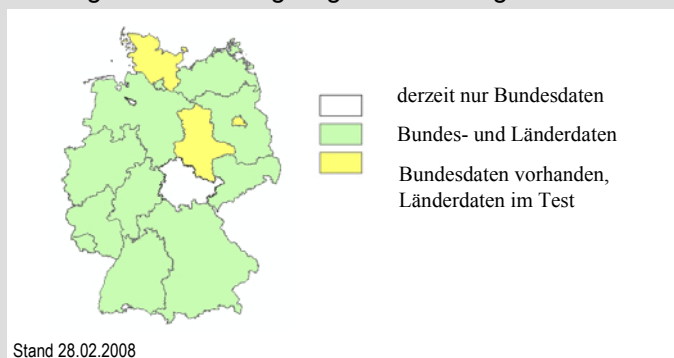 derzeit nur Bundesdaten
Bundes- und Länderdaten
Bundesdaten vorhanden,
Länderdaten im Test
Stand 28.02.2008